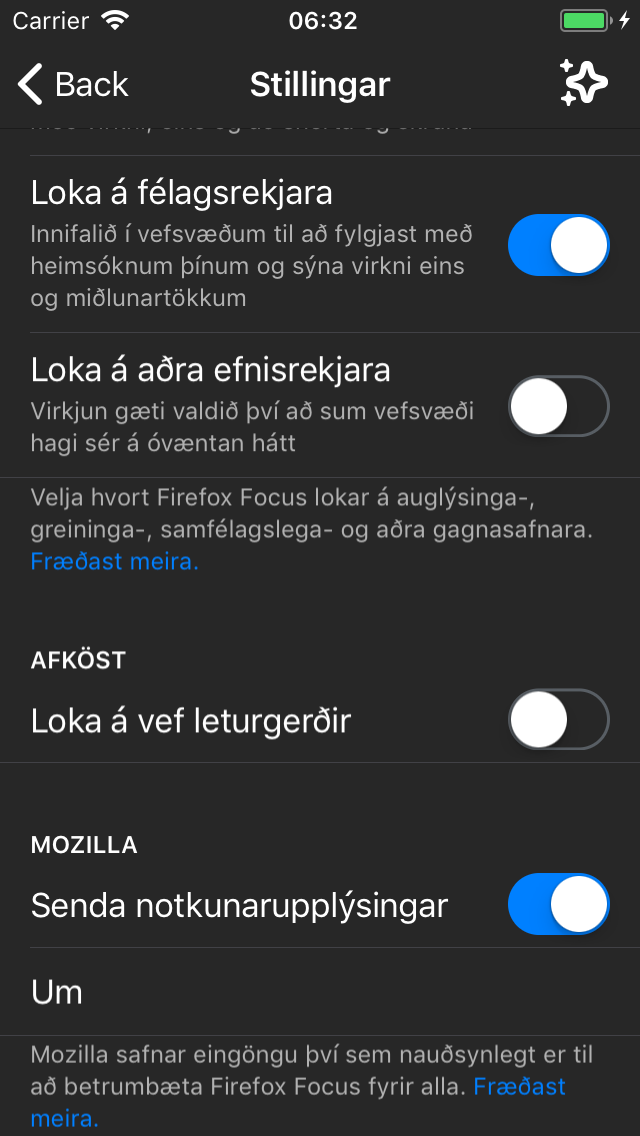 Carrier 06:32
Back Stillingar
Loka á félagsrekjara
Innifalið í vefsvæðum til að fylgjast með
heimsóknum þínum og sýna virkni eins
og miðlunartökkum
Loka á aðra efnisrekjara
Virkjun gæti valdið því að sum vefsvæði
hagi sér á óvæntan hátt
Velja hvort Firefox Focus lokar á auglýsinga-,
greininga-, samfélagslega- og aðra gagnasafnara.
Fræðast meira.
AFKÖST
Loka á vef leturgerðir
MOZILLA
Senda notkunarupplýsingar
Um
Mozilla safnar eingöngu því sem nauðsynlegt er til
að betrumbæta Firefox Focus fyrir alla. Fræðast
meira.